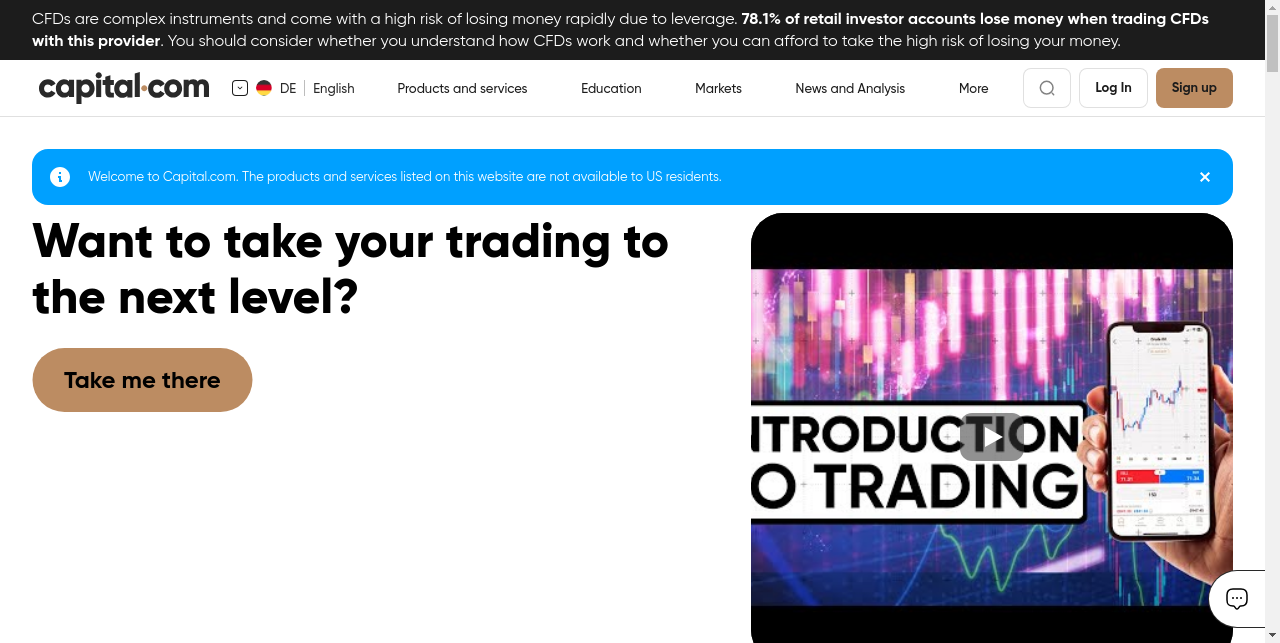 CFDs are complex instruments and come with a high risk of losing money rapidly due to leverage. 78.1% of retail investor accounts lose money when trading CFDs
with this provider. You should consider whether you understand how CFDs work and whether you can afford to take the high risk of losing your money.
capital.com
DE
English
Products and services
Education
Markets
News and Analysis
More
Log In
Sign up
Welcome to Capital.com. The products and services listed on this website are not available to US residents.
Want to take your trading to
the next level?
Take me there
NTRODUCTION
O TRADING